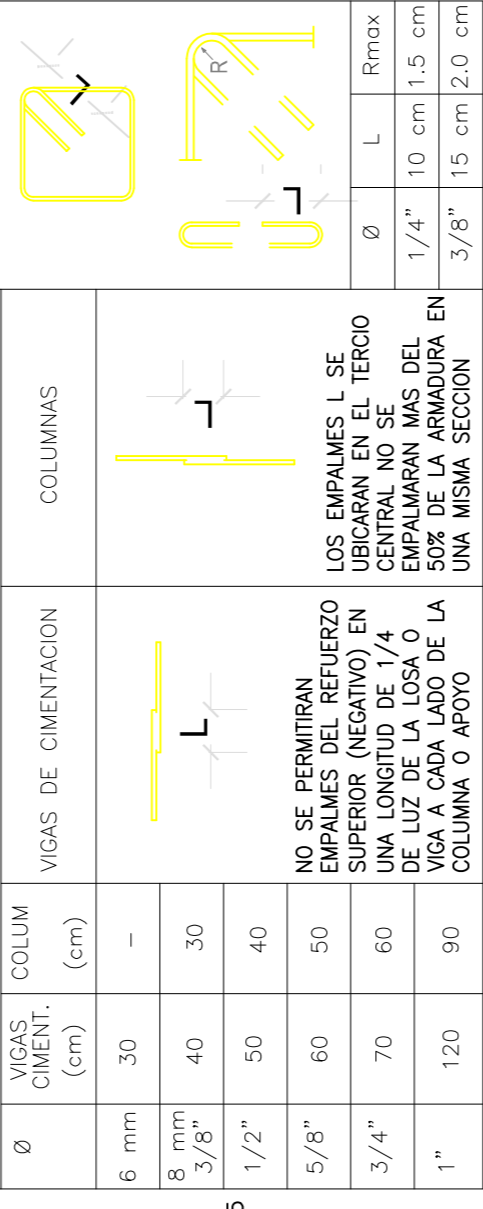 Ø
VIGAS
CIMENT.
(cm)
COLUM
(cm)
VIGAS DE CIMENTACION
COLUMNAS
6 mm
30
–
8 mm
3/8"
40
30
1/2"
50
40
5/8"
60
50
3/4"
70
60
1"
120
90
L
NO SE PERMITIRAN
EMPALMES DEL REFUERZO
SUPERIOR (NEGATIVO) EN
UNA LONGITUD DE 1/4
DE LUZ DE LA LOSA O
VIGA A CADA LADO DE LA
COLUMNA O APOYO
L
LOS EMPALMES L SE
UBICARAN EN EL TERCIO
CENTRAL NO SE
EMPALMARAN MAS DEL
50% DE LA ARMADURA EN
UNA MISMA SECCION
L
R
L
Ø
L
Rmax
1/4"
10 cm
1.5 cm
3/8"
15 cm
2.0 cm